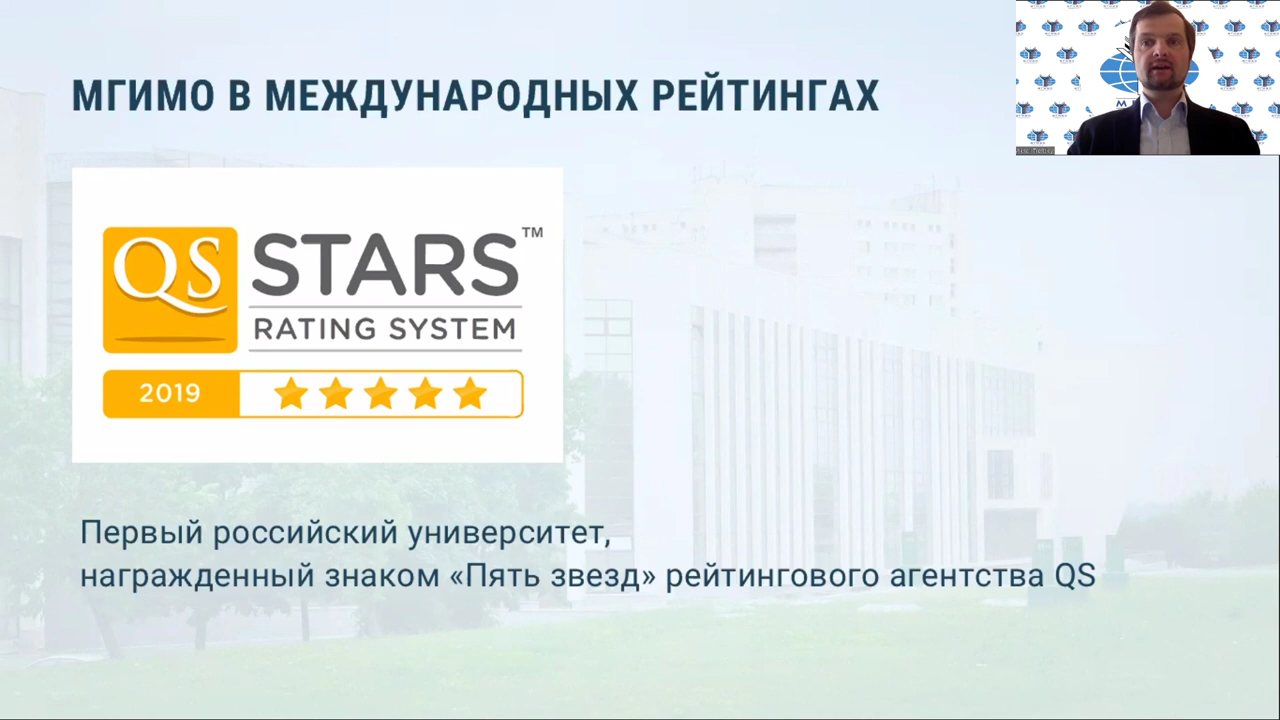 МГИМО В МЕЖДУНАРОДНЫХ РЕЙТИНГАХ
QS STARS™
RATING SYSTEM
2019
Первый российский университет,
награжденный знаком «Пять звезд» рейтингового агентства QS